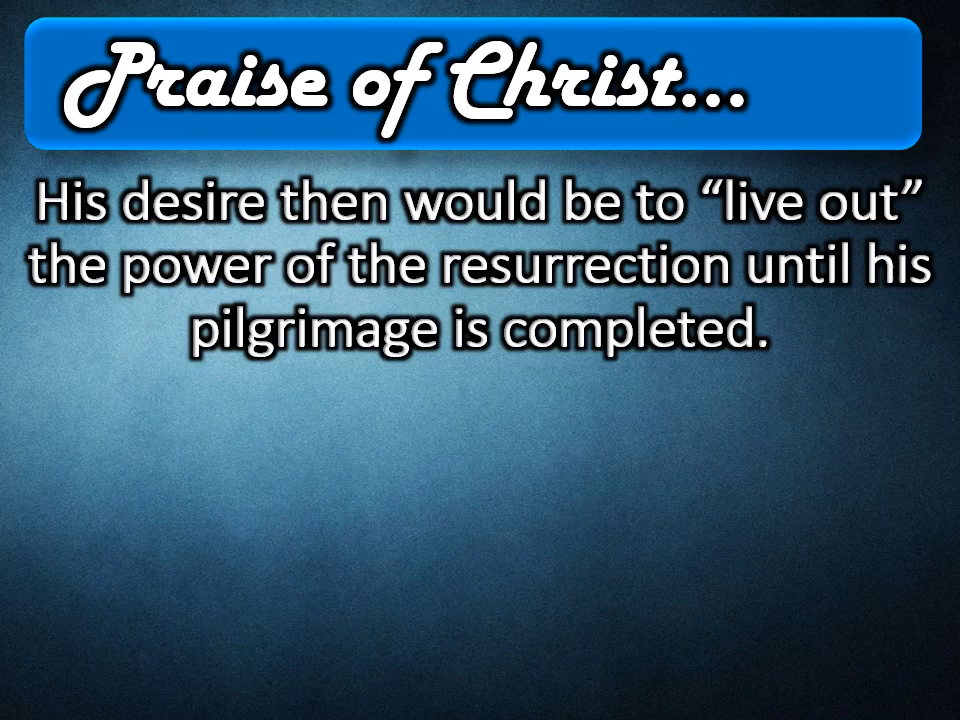 Praise of Christ...
His desire then would be to “live out”
the power of the resurrection until his
pilgrimage is completed.